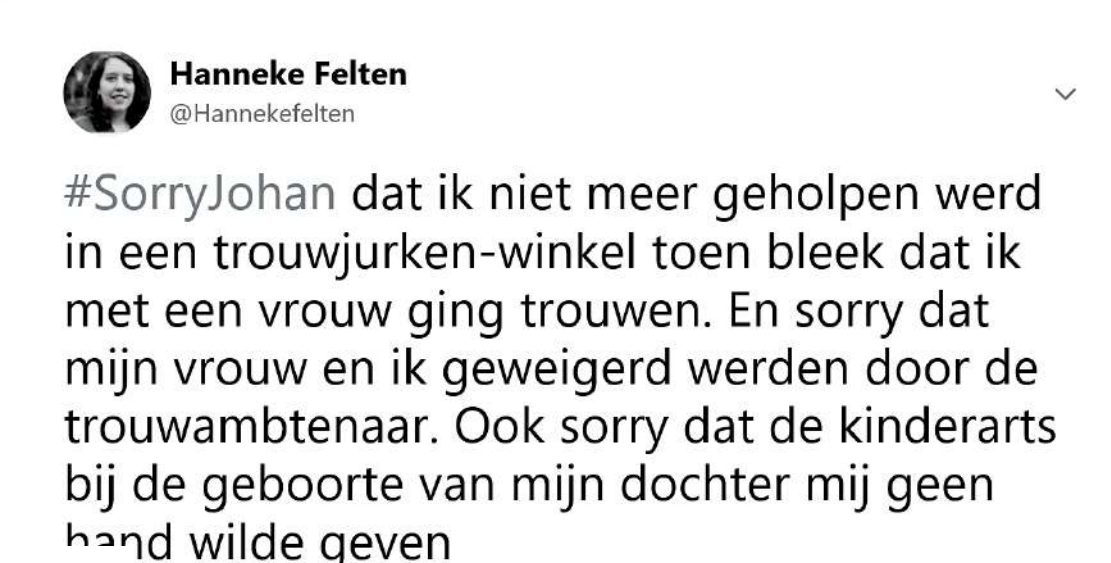 Hanneke Felten
@Hannekefelten
#SorryJohan dat ik niet meer geholpen werd
in een trouwjurken-winkel toen bleek dat ik
met een vrouw ging trouwen. En sorry dat
mijn vrouw en ik geweigerd werden door de
trouwambtenaar. Ook sorry dat de kinderarts
bij de geboorte van mijn dochter mij geen
hand wilde geven